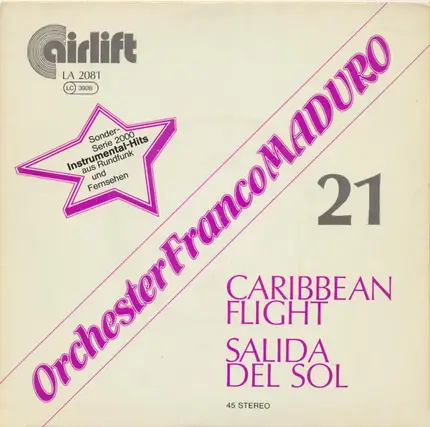 airlift
LA 2081
LC 3908
Sonder-
Serie 2000
Instrumental-Hits
aus Rundfunk
und
Fernsehen
Orchester Franco MADURO
21
CARIBBEAN
FLIGHT
SALIDA
DEL SOL
45 STEREO